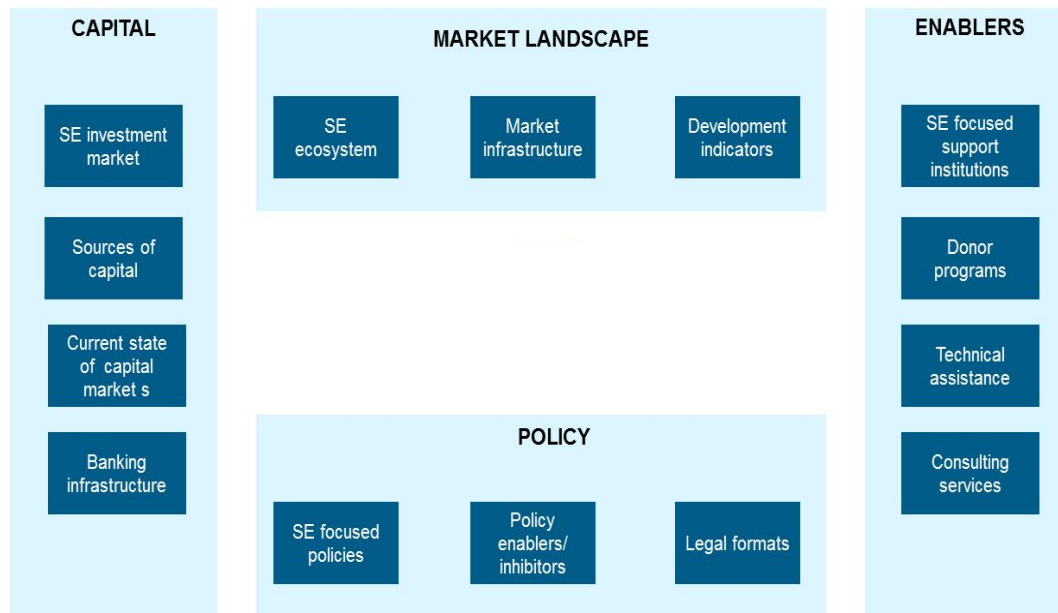 CAPITAL
SE investment
market
Sources of
capital
Current state
of capital
market s
Banking
infrastructure
MARKET LANDSCAPE
SE
ecosystem
Market
infrastructure
Development
indicators
POLICY
SE focused
policies
Policy
enablers/
inhibitors
Legal formats
ENABLERS
SE focused
support
institutions
Donor
programs
Technical
assistance
Consulting
services